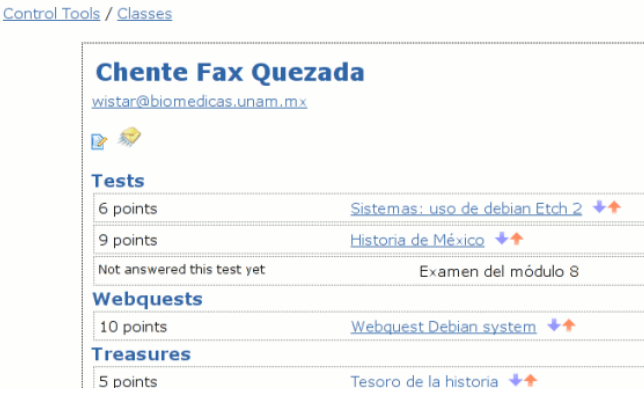 Control Tools / Classes
Chente Fax Quezada
wistar@biomedicas.unam.mx
Tests
6 points Sistemas: uso de debian Etch 2
9 points Historia de México
Not answered this test yet Examen del módulo 8
Webquests
10 points Webquest Debian system
Treasures
5 points Tesoro de la historia